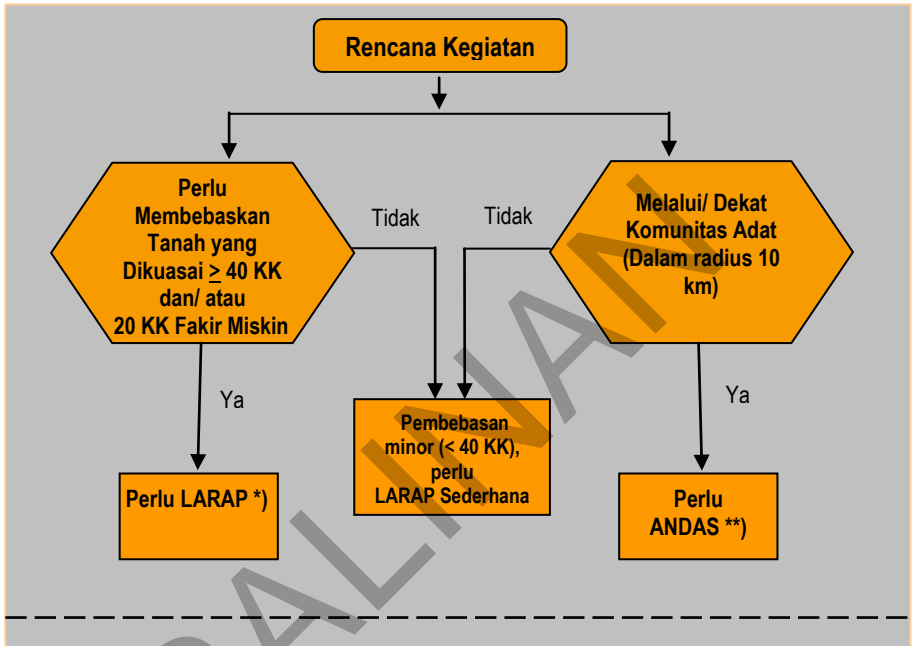 Rencana Kegiatan
Perlu
Membebaskan
Tanah yang
Dikuasai ≥ 40 KK
dan/ atau
20 KK Fakir Miskin
Tidak
Tidak
Melalui/ Dekat
Komunitas Adat
(Dalam radius 10
km)
Ya
Ya
Pembebasan
minor (< 40 KK),
perlu
LARAP Sederhana
Perlu LARAP *)
Perlu
ANDAS **)
SALINAN